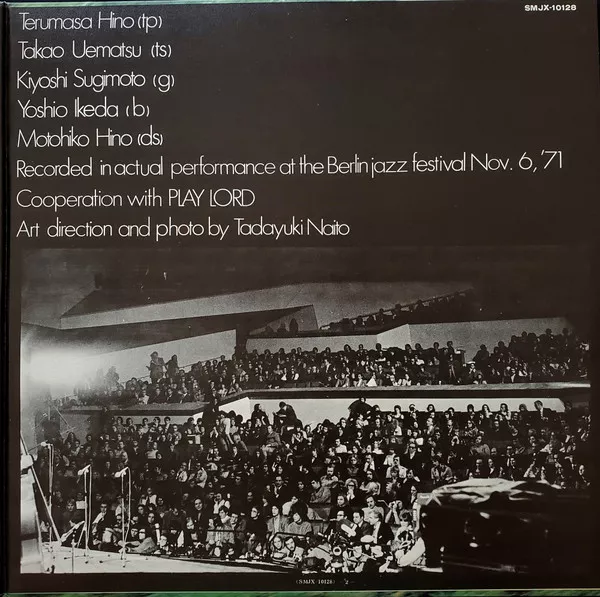 SMJX-10128
Terumasa Hino (tp)
Takao Uematsu (ts)
Kiyoshi Sugimoto (g)
Yoshio Ikeda (b)
Motohiko Hino (ds)
Recorded in actual performance at the Berlin jazz festival Nov. 6, '71
Cooperation with PLAY LORD
Art direction and photo by Tadayuki Naito
(SMJX 10128) 2